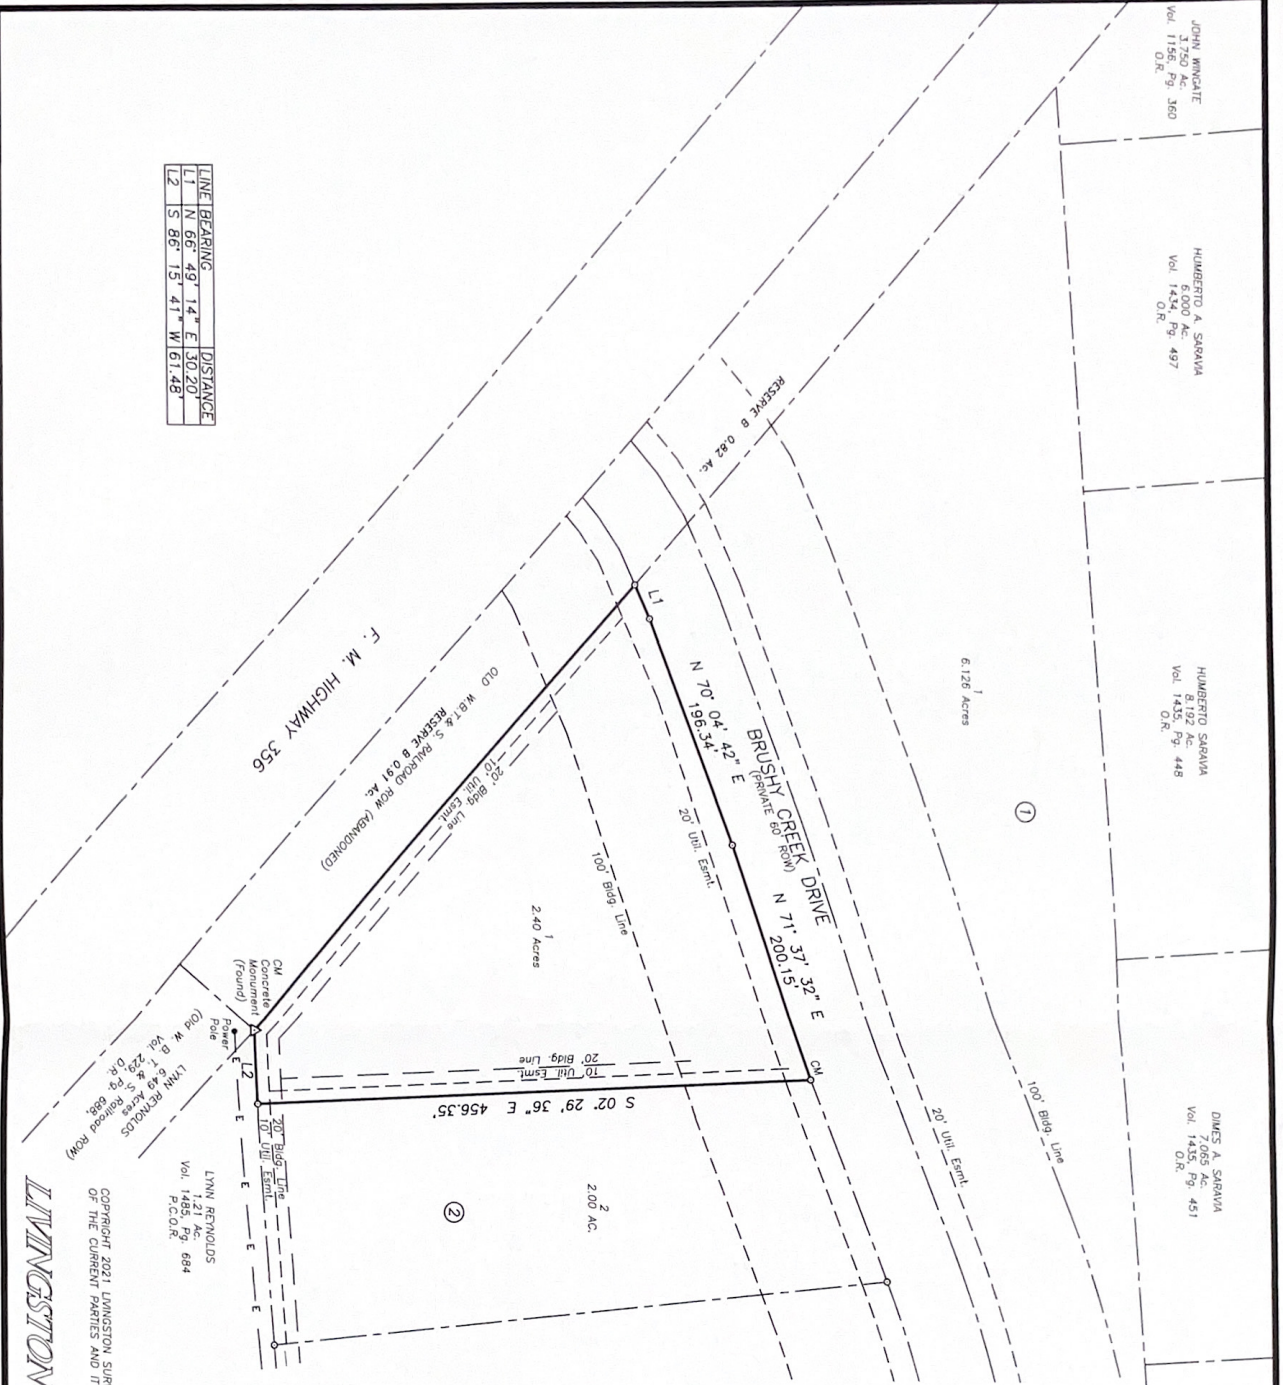 JOHN WINGATE
3.750 Ac.
Vol. 1156, Pg. 360
O.R.
HUMBERTO A. SARAVIA
6.000 Ac.
Vol. 1434, Pg. 497
O.R.
HUMBERTO SARAVIA
8.192 Ac.
Vol. 1435, Pg. 448
O.R.
DIMES A. SARAVIA
7.065 Ac.
Vol. 1435, Pg. 451
O.R.
1
6.126 Acres
1
100' Bldg. Line
20' Util. Esmt.
RESERVE B 0.82 Ac.
BRUSHY CREEK DRIVE
(PRIVATE 60' ROW)
L1
N 70° 04' 42" E
196.34'
N 71° 37' 32" E
200.15'
20' Util. Esmt.
100' Bldg. Line
CM
1
2.40 Acres
20' Bldg. Line
10' Util. Esmt.
OLD W.B.T.& S. RAILROAD ROW (ABANDONED)
RESERVE B 0.91 Ac.
F. M. HIGHWAY 356
10' Util. Esmt.
20' Bldg. Line
S 02° 29' 36" E 456.35'
2
2.00 AC.
2
CM
Concrete
Monument
(Found)
Power
Pole
L2
E
E
E
E
E
20' Bldg. Line
10' Util. Esmt.
LYNN REYNOLDS
6.49 Acres
(Old W. B. T. & S. Railroad ROW)
Vol. 229, Pg. 688,
D.R.
LYNN REYNOLDS
1.21 Ac.
Vol. 1485, Pg. 684
P.C.O.R.
LINE BEARING DISTANCE
L1 N 66° 49' 14" E 30.20'
L2 S 86° 15' 41" W 61.48'
COPYRIGHT 2021 LIVINGSTON SUR
OF THE CURRENT PARTIES AND IT
LIVINGSTON